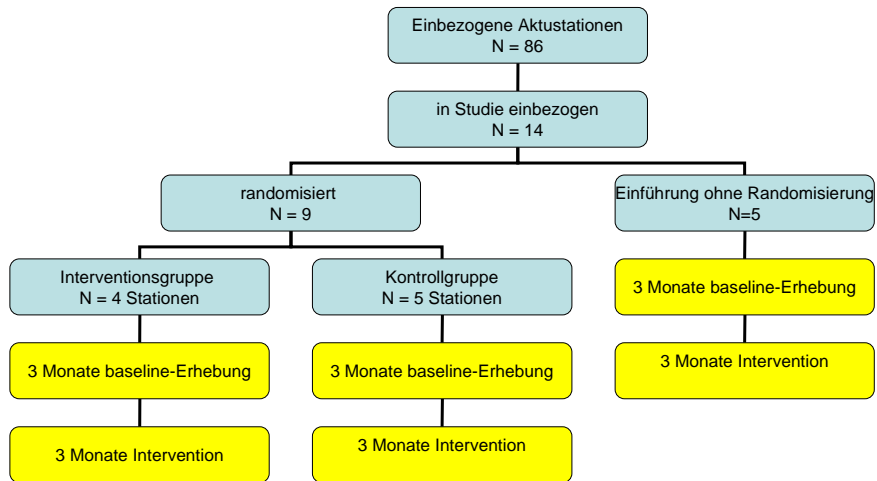 Einbezogene Aktustationen
N = 86
in Studie einbezogen
N = 14
randomisiert
N = 9
Einführung ohne Randomisierung
N=5
Interventionsgruppe
N = 4 Stationen
Kontrollgruppe
N = 5 Stationen
3 Monate baseline-Erhebung
3 Monate baseline-Erhebung
3 Monate baseline-Erhebung
3 Monate Intervention
3 Monate Intervention
3 Monate Intervention